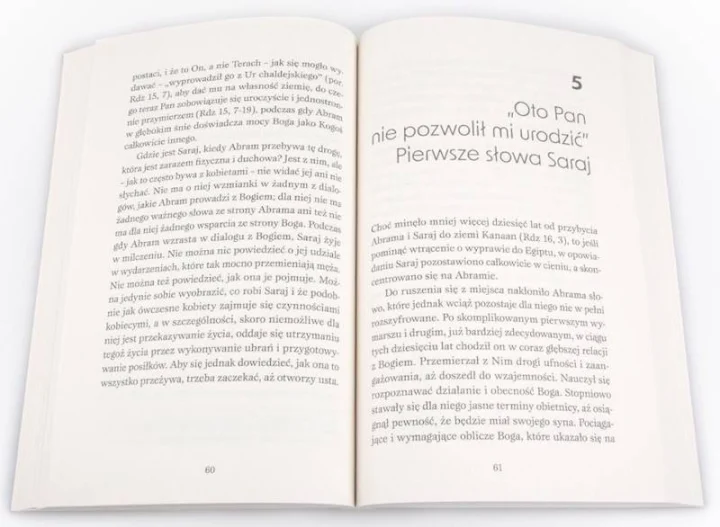 postaci, i że to On, a nie Terach – jak się mogło wy-
dawać – „wyprowadził go z Ur chaldejskiego” (por.
Rdz 15, 7), aby dać mu na własność ziemię, do cze-
go teraz Pan zobowiązuje się uroczyście i jednostron-
nie przymierzem (Rdz 15, 7-19), podczas gdy Abram
w głębokim śnie doświadcza mocy Boga jako Kogoś
całkowicie innego.
Gdzie jest Saraj, kiedy Abram przebywa tę drogę,
która jest zarazem fizyczna i duchowa? Jest z nim, ale
– jak to często bywa z kobietami – nie widać jej ani nie
słychać. Nie ma o niej wzmianki w żadnym z dialo-
gów, jakie Abram prowadzi z Bogiem; dla niej nie ma
żadnego ważnego słowa ze strony Abrama ani też nie
ma dla niej żadnego wsparcia ze strony Boga. Podczas
gdy Abram wzrasta w dialogu z Bogiem, Saraj żyje
w milczeniu. Nie można nic powiedzieć o jej udziale
w wydarzeniach, które tak mocno przemieniają męża.
Nie można też powiedzieć, jak ona je pojmuje. Moż-
na jedynie sobie wyobrazić, co robi Saraj i że podob-
nie jak ówczesne kobiety zajmuje się czynnościami
kobiecymi, a w szczególności, skoro niemożliwe dla
niej jest przekazywanie życia, oddaje się utrzymaniu
tegoż życia przez wykonywanie ubrań i przygotowy-
wanie posiłków. Aby się jednak dowiedzieć, jak ona to
wszystko przeżywa, trzeba zaczekać, aż otworzy usta.
60
5
„Oto Pan
nie pozwolił mi urodzić”
Pierwsze słowa Saraj
Choć minęło mniej więcej dziesięć lat od przybycia
Abrama i Saraj do ziemi Kanaan (Rdz 16, 3), to jeśli
pominąć wtrącenie o wyprawie do Egiptu, w opowia-
daniu Saraj pozostawiono całkowicie w cieniu, a skon-
centrowano się na Abramie.
Do ruszenia się z miejsca nakłoniło Abrama sło-
wo, które jednak wciąż pozostaje dla niego nie w pełni
rozszyfrowane. Po skomplikowanym pierwszym wy-
marszu i drugim, już bardziej zdecydowanym, w ciągu
tych dziesięciu lat chodził on w coraz głębszej relacji
z Bogiem. Przemierzał z Nim drogi ufności i zaan-
gażowania, aż doszedł do wzajemności. Nauczył się
rozpoznawać działanie i obecność Boga. Stopniowo
stawały się dla niego jasne terminy obietnicy, aż osią-
gnął pewność, że będzie miał swojego syna. Pociąga-
jące i wymagające oblicze Boga, które ukazało się na
61